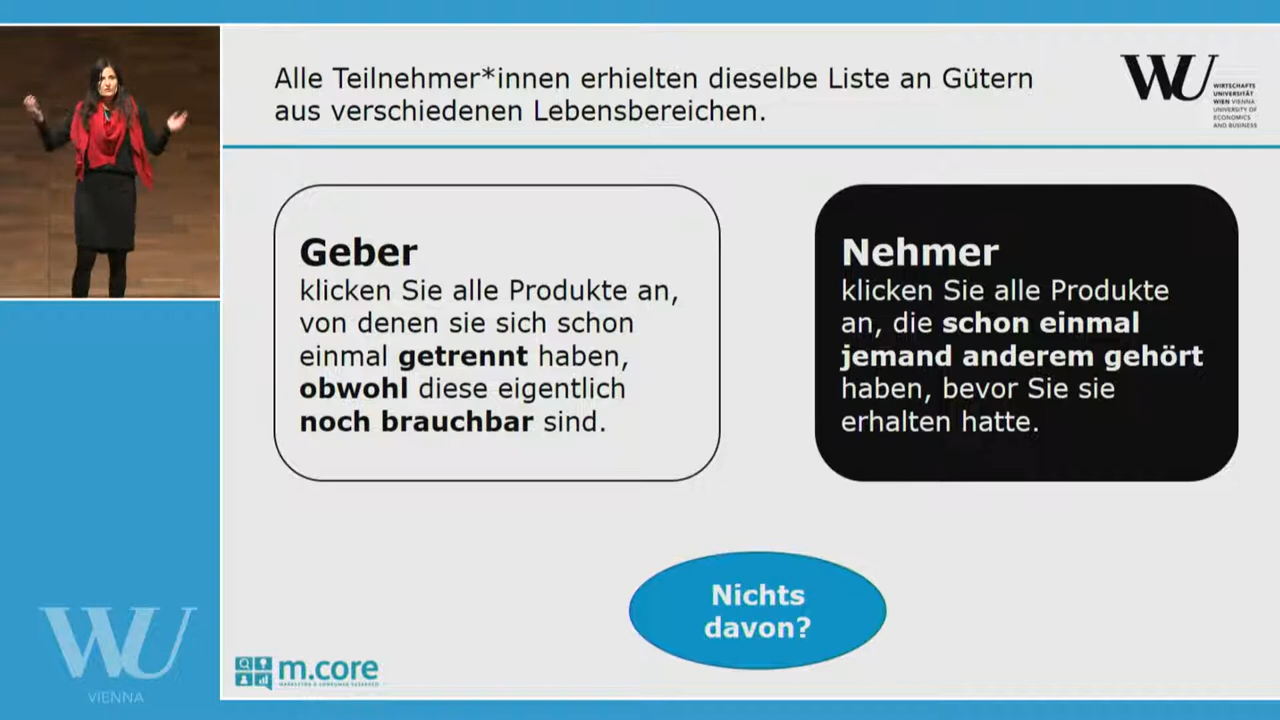 Alle Teilnehmer*innen erhielten dieselbe Liste an Gütern
aus verschiedenen Lebensbereichen.
WU
WIRTSCHAFTS
UNIVERSITÄT
WIEN VIENNA
UNIVERSITY OF
ECONOMICS
AND BUSINESS
Geber
klicken Sie alle Produkte an,
von denen sie sich schon
einmal getrennt haben,
obwohl diese eigentlich
noch brauchbar sind.
Nehmer
klicken Sie alle Produkte
an, die schon einmal
jemand anderem gehört
haben, bevor Sie sie
erhalten hatte.
Nichts
davon?
WU
VIENNA
m.core
MARKETING & CONSUMER RESEARCH